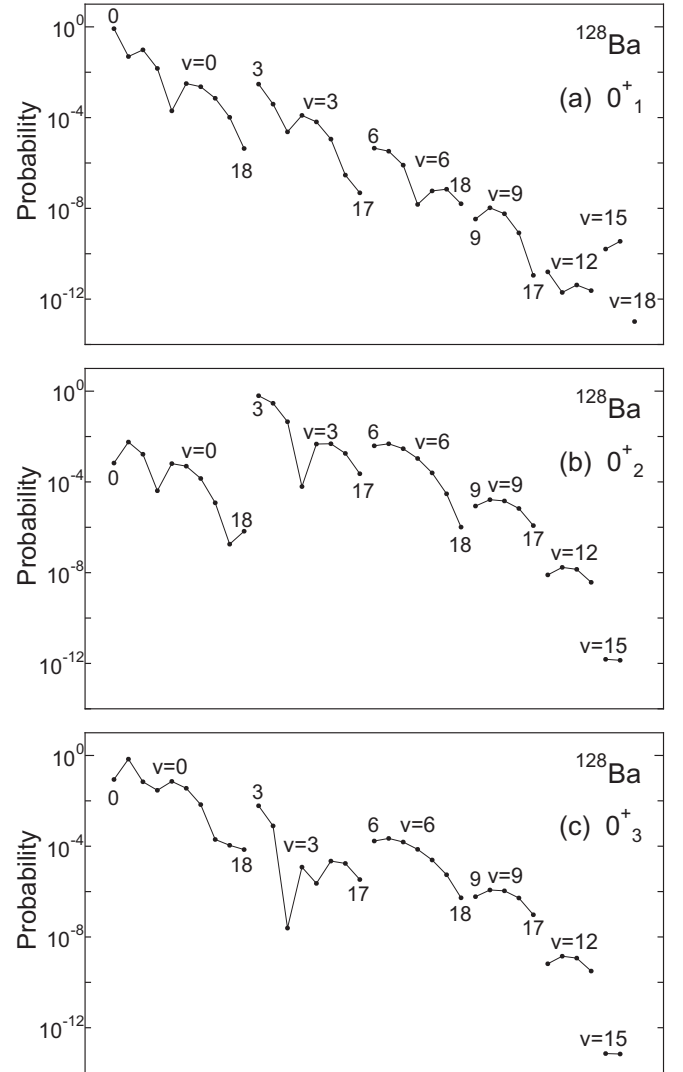 10^0
10^-4
10^-8
10^-12
Probability
0
v=0
18
3
v=3
17
6
v=6
18
9
v=9
17
v=12
v=15
v=18
^128Ba
(a) 0^+_1
10^0
10^-4
10^-8
10^-12
Probability
0
v=0
18
3
v=3
17
6
v=6
18
9
v=9
17
v=12
v=15
^128Ba
(b) 0^+_2
10^0
10^-4
10^-8
10^-12
Probability
0
v=0
18
3
v=3
17
6
v=6
18
9
v=9
17
v=12
v=15
^128Ba
(c) 0^+_3